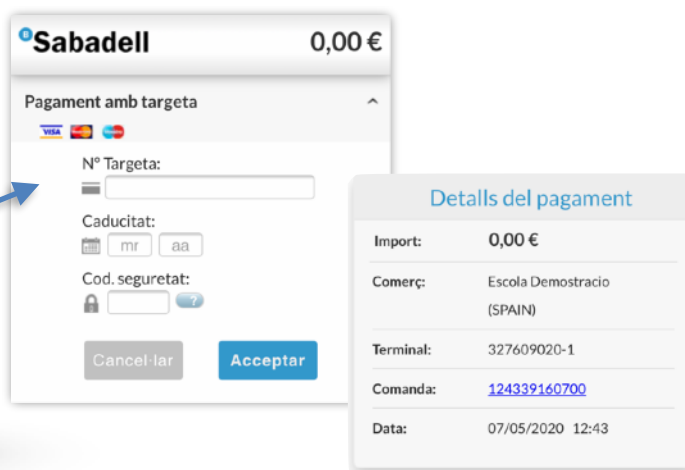 Sabadell 0,00 €
Pagament amb targeta
VISA
Nº Targeta:
Caducitat:
mr aa
Cod. seguretat:
?
Cancel·lar Acceptar
Detalls del pagament
Import: 0,00 €
Comerç: Escola Demostracio
(SPAIN)
Terminal: 327609020-1
Comanda: 124339160700
Data: 07/05/2020 12:43